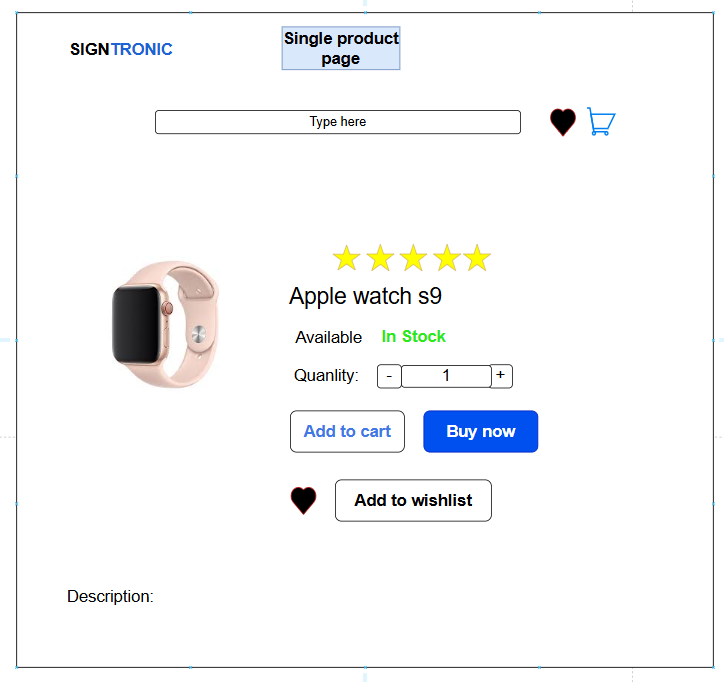 SIGNTRONIC
Single product
page
Type here
Apple watch s9
Available In Stock
Quanlity: - 1 +
Add to cart Buy now
Add to wishlist
Description: